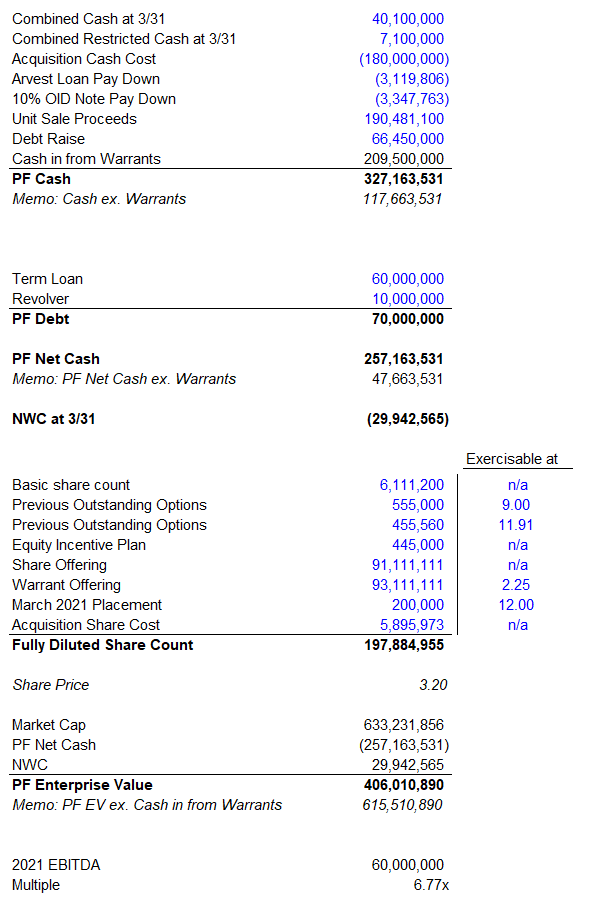 Combined Cash at 3/31 40,100,000
Combined Restricted Cash at 3/31 7,100,000
Acquisition Cash Cost (180,000,000)
Arvest Loan Pay Down (3,119,806)
10% OID Note Pay Down (3,347,763)
Unit Sale Proceeds 190,481,100
Debt Raise 66,450,000
Cash in from Warrants 209,500,000
PF Cash 327,163,531
Memo: Cash ex. Warrants 117,663,531
Term Loan 60,000,000
Revolver 10,000,000
PF Debt 70,000,000
PF Net Cash 257,163,531
Memo: PF Net Cash ex. Warrants 47,663,531
NWC at 3/31 (29,942,565)
Exercisable at
Basic share count 6,111,200 n/a
Previous Outstanding Options 555,000 9.00
Previous Outstanding Options 455,560 11.91
Equity Incentive Plan 445,000 n/a
Share Offering 91,111,111 n/a
Warrant Offering 93,111,111 2.25
March 2021 Placement 200,000 12.00
Acquisition Share Cost 5,895,973 n/a
Fully Diluted Share Count 197,884,955
Share Price 3.20
Market Cap 633,231,856
PF Net Cash (257,163,531)
NWC 29,942,565
PF Enterprise Value 406,010,890
Memo: PF EV ex. Cash in from Warrants 615,510,890
2021 EBITDA 60,000,000
Multiple 6.77x